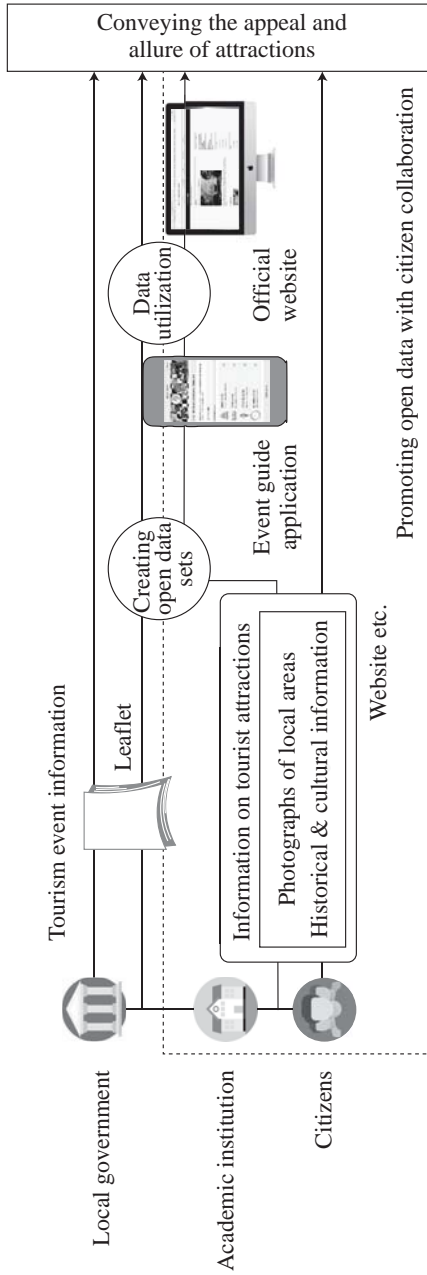 Conveying the appeal and
allure of attractions
Tourism event information
Leaflet
Local government
Academic institution
Citizens
Information on tourist attractions
Photographs of local areas
Historical & cultural information
Website etc.
Creating
open data
sets
Event guide
application
Data
utilization
Official
website
Promoting open data with citizen collaboration